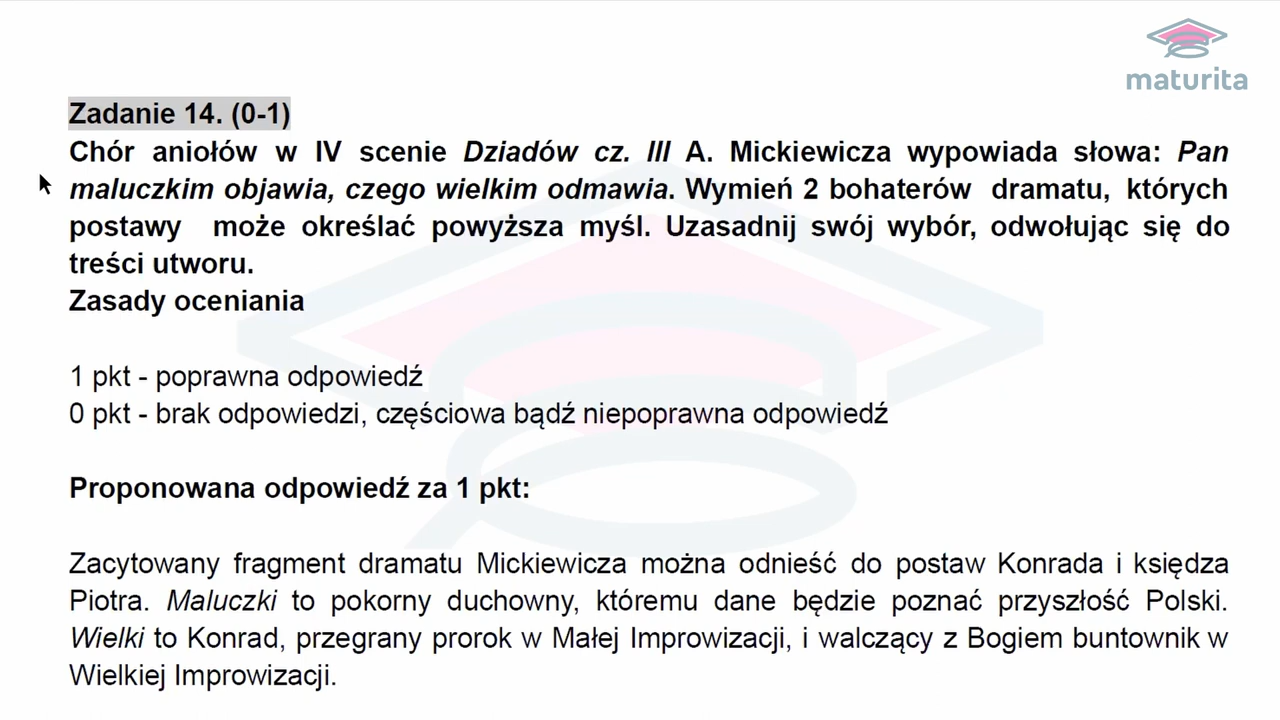 maturita
Zadanie 14. (0-1)
Chór aniołów w IV scenie Dziadów cz. III A. Mickiewicza wypowiada słowa: Pan
maluczkim objawia, czego wielkim odmawia. Wymień 2 bohaterów dramatu, których
postawy może określać powyższa myśl. Uzasadnij swój wybór, odwołując się do
treści utworu.
Zasady oceniania
1 pkt - poprawna odpowiedź
0 pkt - brak odpowiedzi, częściowa bądź niepoprawna odpowiedź
Proponowana odpowiedź za 1 pkt:
Zacytowany fragment dramatu Mickiewicza można odnieść do postaw Konrada i księdza
Piotra. Maluczki to pokorny duchowny, któremu dane będzie poznać przyszłość Polski.
Wielki to Konrad, przegrany prorok w Małej Improwizacji, i walczący z Bogiem buntownik w
Wielkiej Improwizacji.